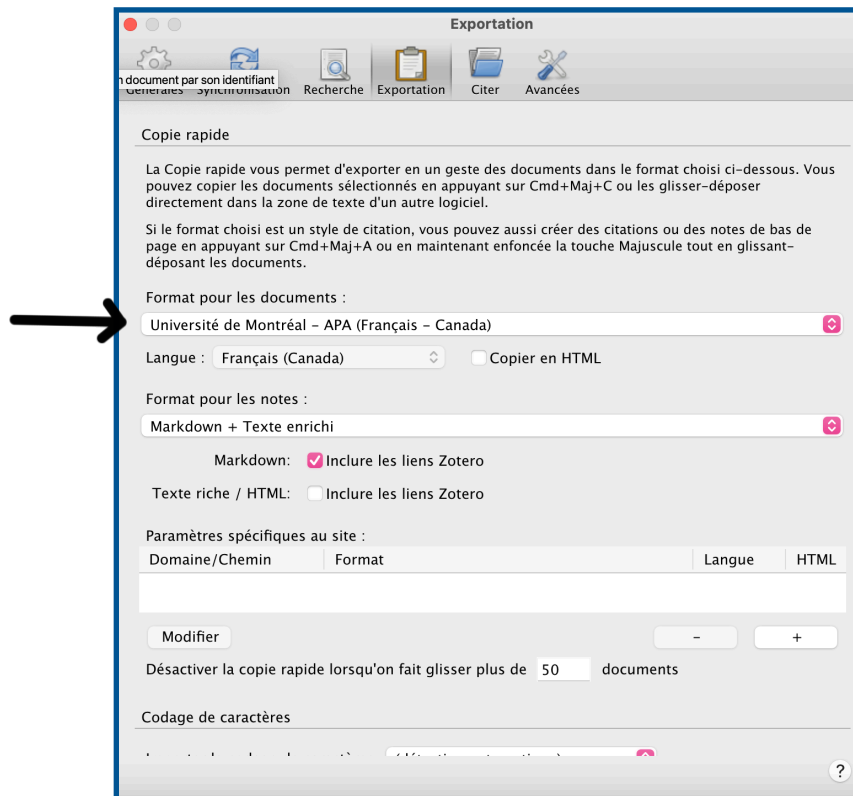 Exportation
n document par son identifiant
Générales Synchronisation Recherche Exportation Citer Avancées
Copie rapide
La Copie rapide vous permet d'exporter en un geste des documents dans le format choisi ci-dessous. Vous
pouvez copier les documents sélectionnés en appuyant sur Cmd+Maj+C ou les glisser-déposer
directement dans la zone de texte d'un autre logiciel.
Si le format choisi est un style de citation, vous pouvez aussi créer des citations ou des notes de bas de
page en appuyant sur Cmd+Maj+A ou en maintenant enfoncée la touche Majuscule tout en glissant-
déposant les documents.
Format pour les documents :
Université de Montréal - APA (Français - Canada)
Langue : Français (Canada) Copier en HTML
Format pour les notes :
Markdown + Texte enrichi
Markdown: Inclure les liens Zotero
Texte riche / HTML: Inclure les liens Zotero
Paramètres spécifiques au site :
Domaine/Chemin Format Langue HTML
Modifier - +
Désactiver la copie rapide lorsqu'on fait glisser plus de 50 documents
Codage de caractères
?